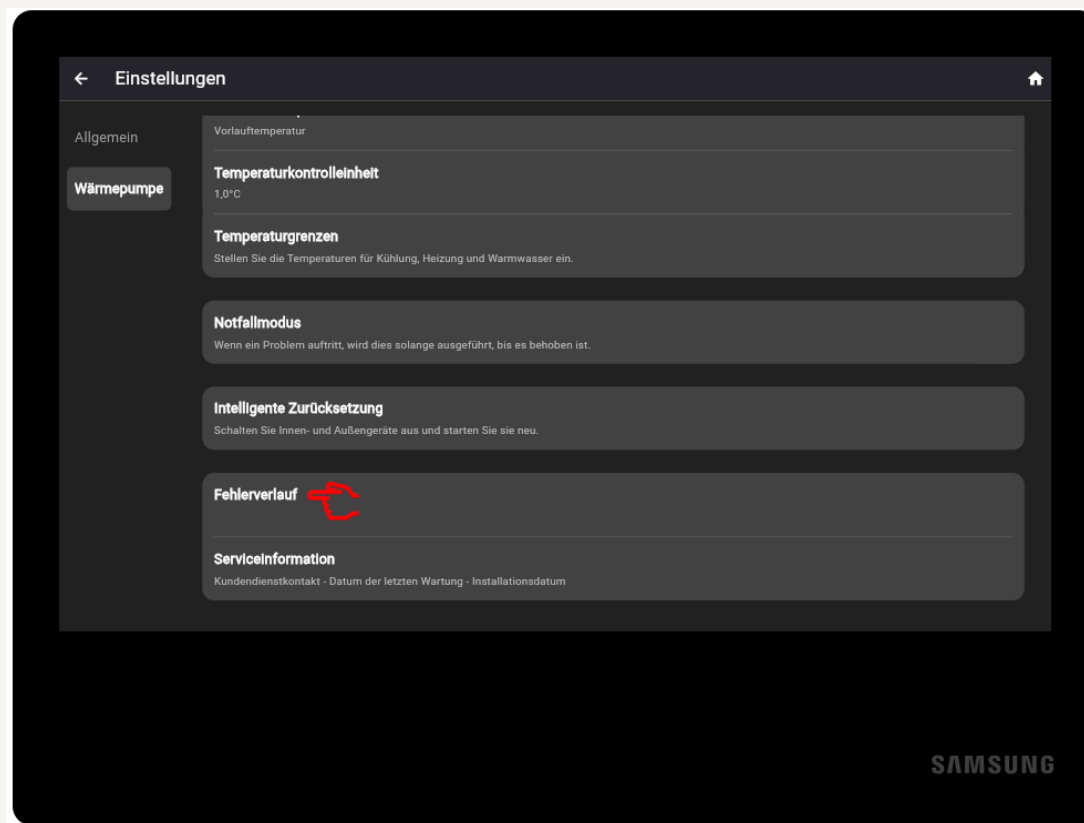 Einstellungen
Allgemein
Wärmepumpe
Vorlauftemperatur
Temperaturkontrolleinheit
1,0°C
Temperaturgrenzen
Stellen Sie die Temperaturen für Kühlung, Heizung und Warmwasser ein.
Notfallmodus
Wenn ein Problem auftritt, wird dies solange ausgeführt, bis es behoben ist.
Intelligente Zurücksetzung
Schalten Sie Innen- und Außengeräte aus und starten Sie sie neu.
Fehlerverlauf
Serviceinformation
Kundendienstkontakt - Datum der letzten Wartung - Installationsdatum
SAMSUNG